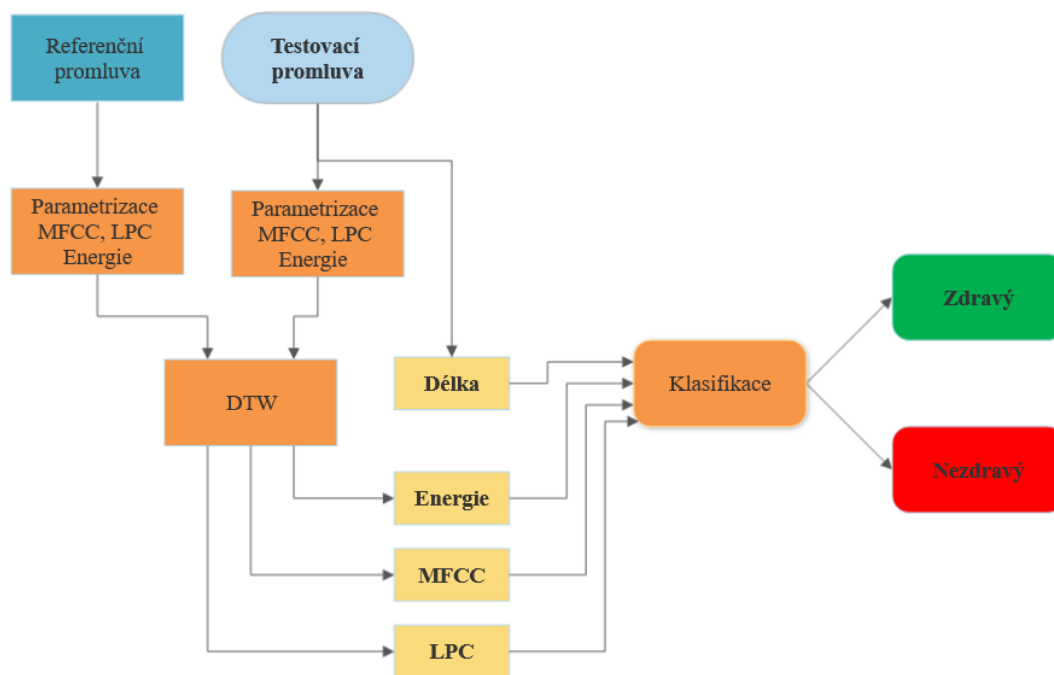 Referenční
promluva
Testovací
promluva
Parametrizace
MFCC, LPC
Energie
Parametrizace
MFCC, LPC
Energie
Zdravý
DTW
Délka
Klasifikace
Energie
Nezdravý
MFCC
LPC